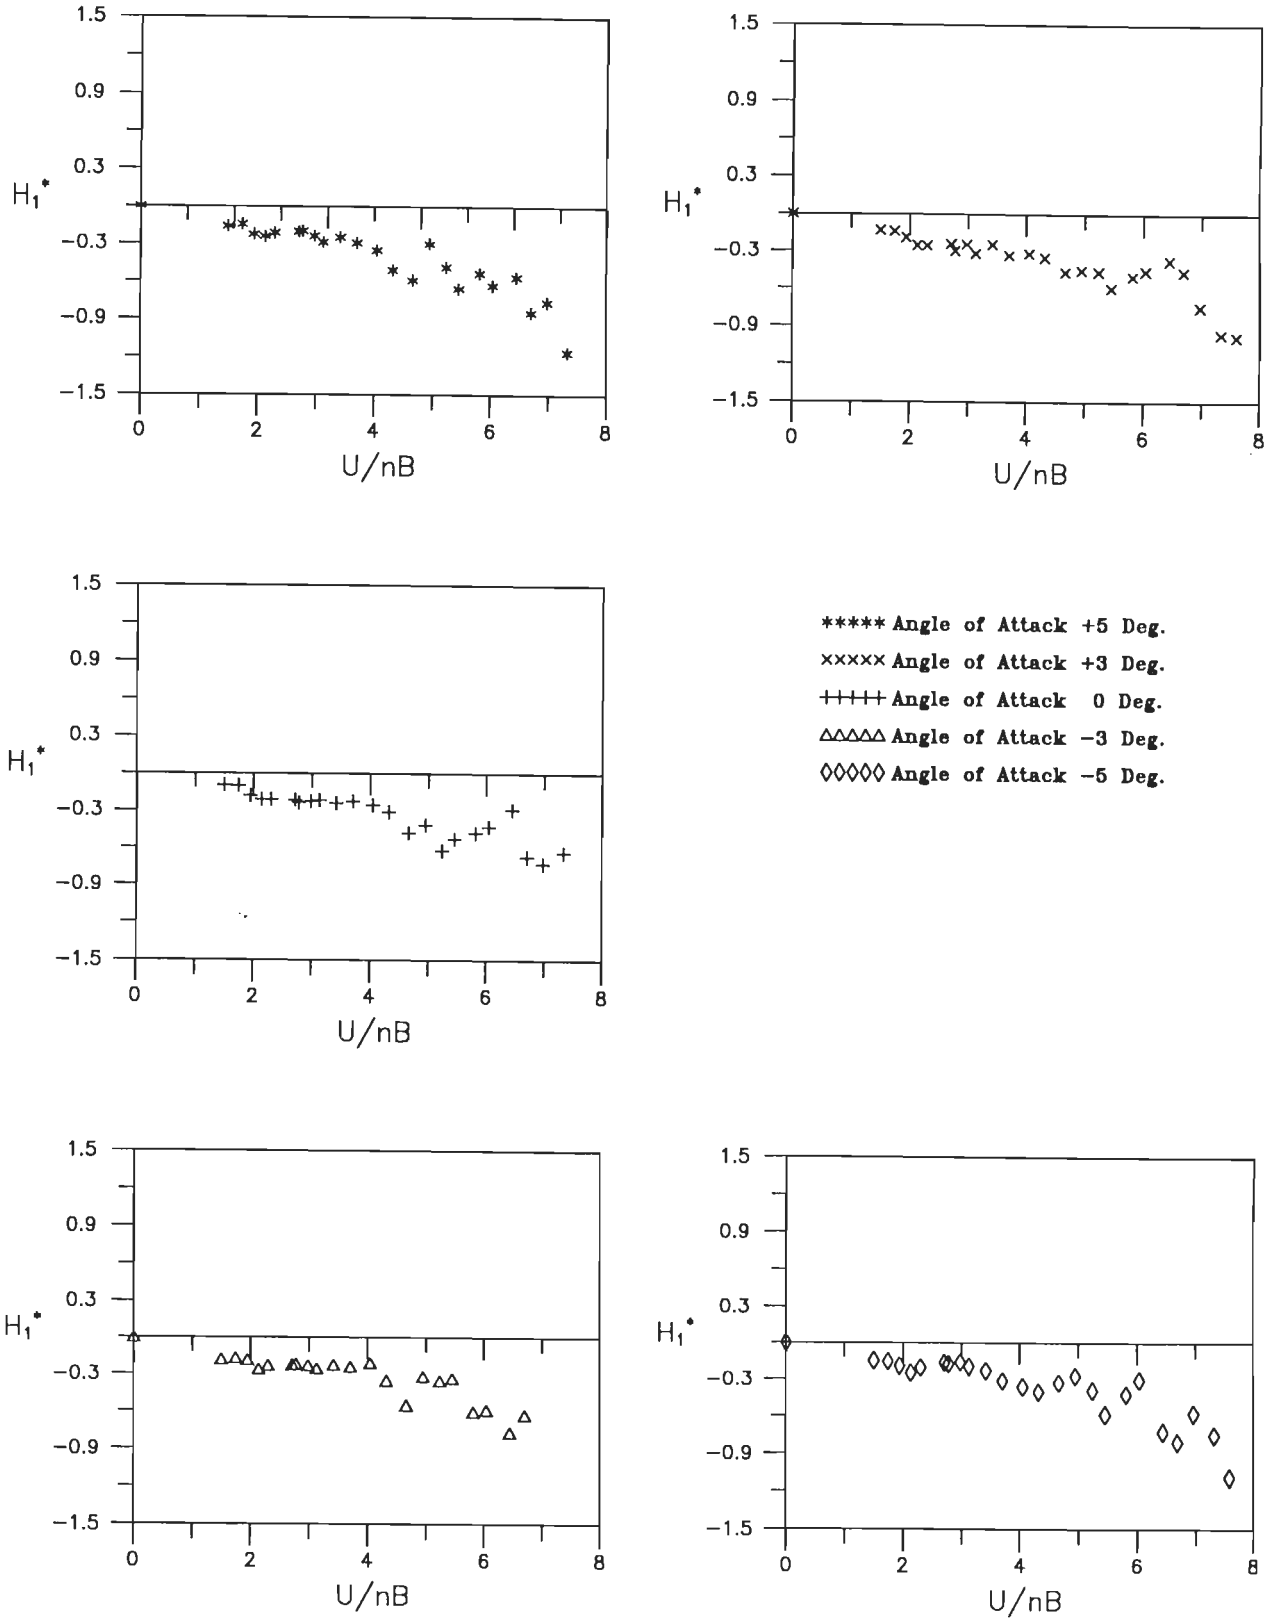 1.5
0.9
0.3
H₁*
−0.3
−0.9
−1.5
0 2 4 6 8
U/nB
1.5
0.9
0.3
H₁*
−0.3
−0.9
−1.5
0 2 4 6 8
U/nB
1.5
0.9
0.3
H₁*
−0.3
−0.9
−1.5
0 2 4 6 8
U/nB
Angle of Attack +5 Deg.
Angle of Attack +3 Deg.
Angle of Attack 0 Deg.
Angle of Attack −3 Deg.
Angle of Attack −5 Deg.
1.5
0.9
0.3
H₁*
−0.3
−0.9
−1.5
0 2 4 6 8
U/nB
1.5
0.9
0.3
H₁*
−0.3
−0.9
−1.5
0 2 4 6 8
U/nB